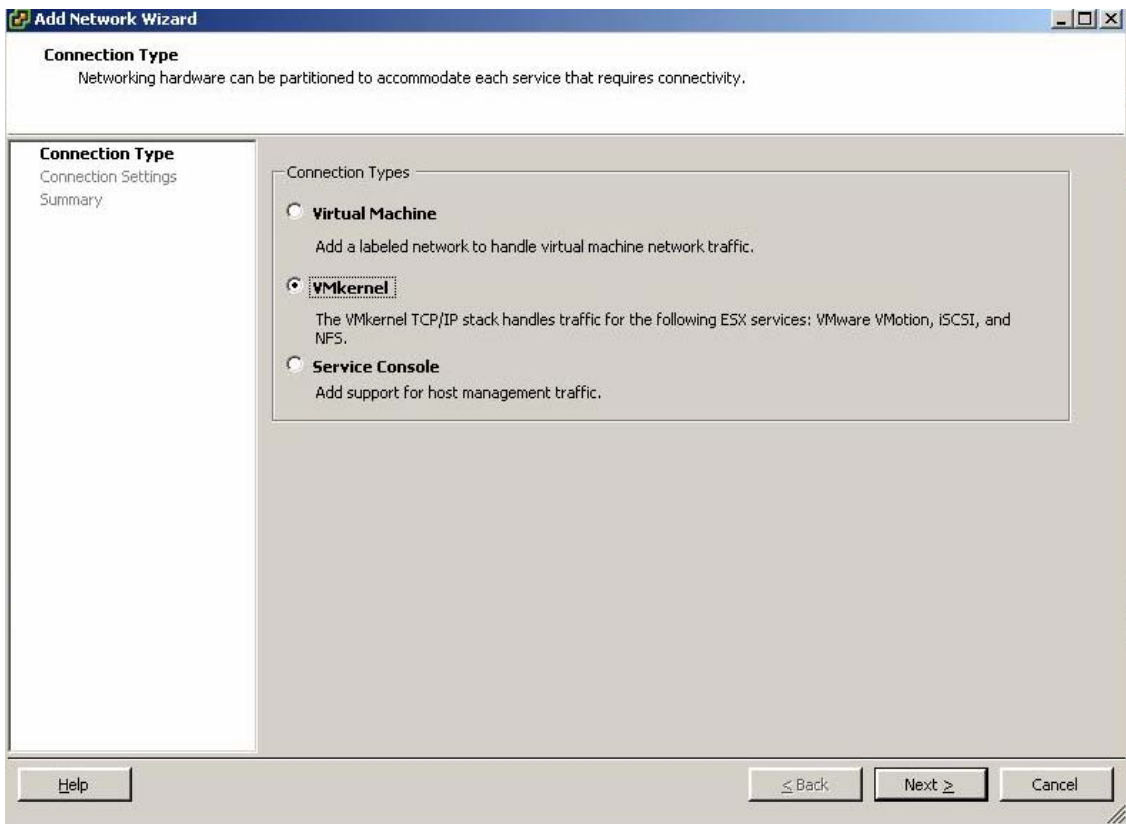 Add Network Wizard
Connection Type
Networking hardware can be partitioned to accommodate each service that requires connectivity.
Connection Type
Connection Settings
Summary
Connection Types
Virtual Machine
Add a labeled network to handle virtual machine network traffic.
VMkernel
The VMkernel TCP/IP stack handles traffic for the following ESX services: VMware VMotion, iSCSI, and
NFS.
Service Console
Add support for host management traffic.
Help
< Back
Next >
Cancel